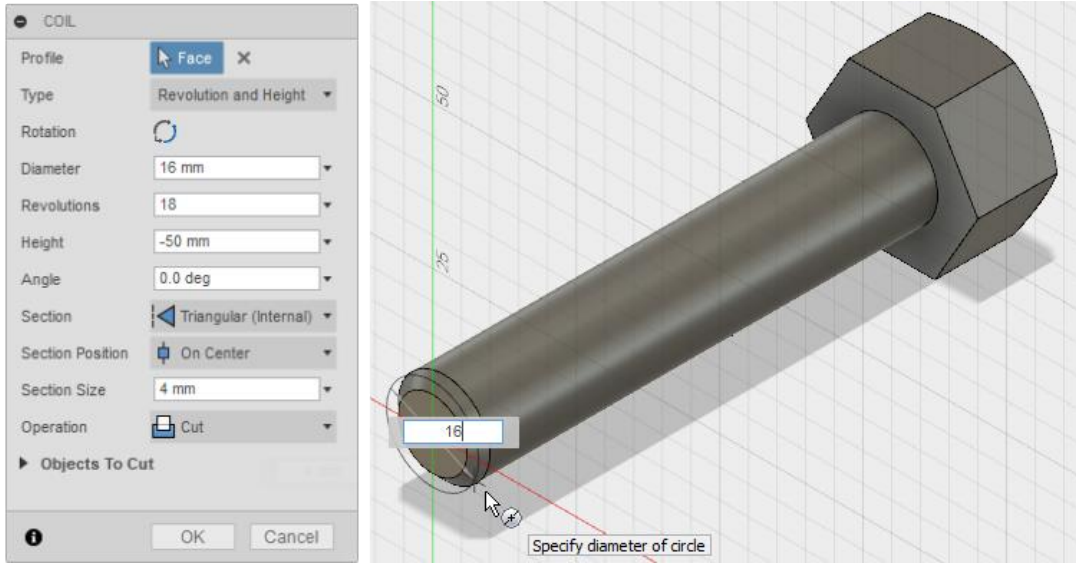 COIL
Profile Face
Type Revolution and Height
Rotation
Diameter 16 mm
Revolutions 18
Height -50 mm
Angle 0.0 deg
Section Triangular (Internal)
Section Position On Center
Section Size 4 mm
Operation Cut
Objects To Cut
OK Cancel
50
25
16
Specify diameter of circle